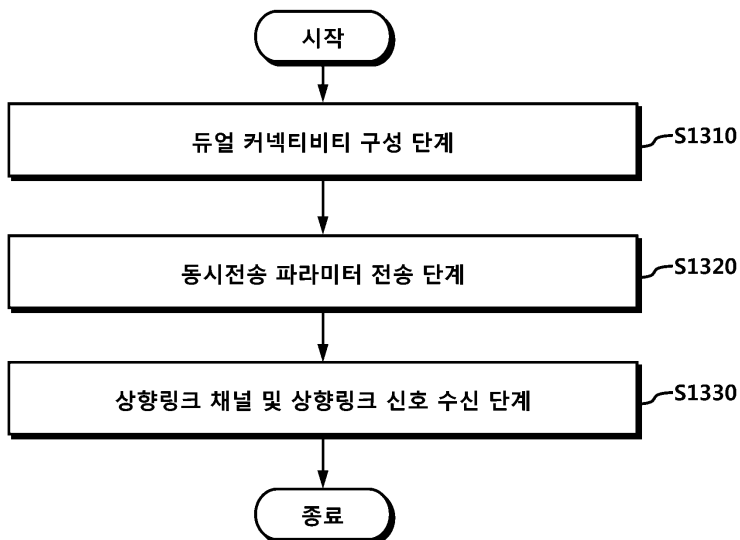 시작
듀얼 커넥티비티 구성 단계
S1310
동시전송 파라미터 전송 단계
S1320
상향링크 채널 및 상향링크 신호 수신 단계
S1330
종료